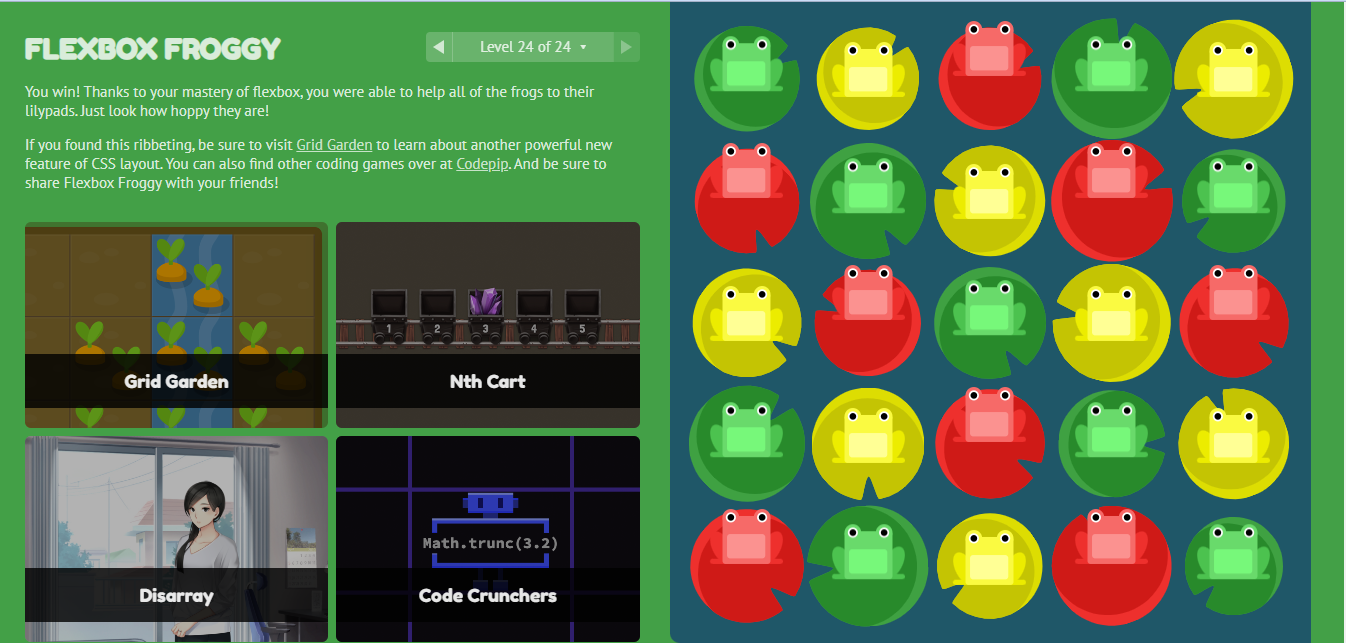 FLEXBOX FROGGY
Level 24 of 24
You win! Thanks to your mastery of flexbox, you were able to help all of the frogs to their
lilypads. Just look how hoppy they are!
If you found this ribbeting, be sure to visit Grid Garden to learn about another powerful new
feature of CSS layout. You can also find other coding games over at Codepip. And be sure to
share Flexbox Froggy with your friends!
1 2 3 4 5
Grid Garden
Nth Cart
Math.trunc(3.2)
Disarray
Code Crunchers